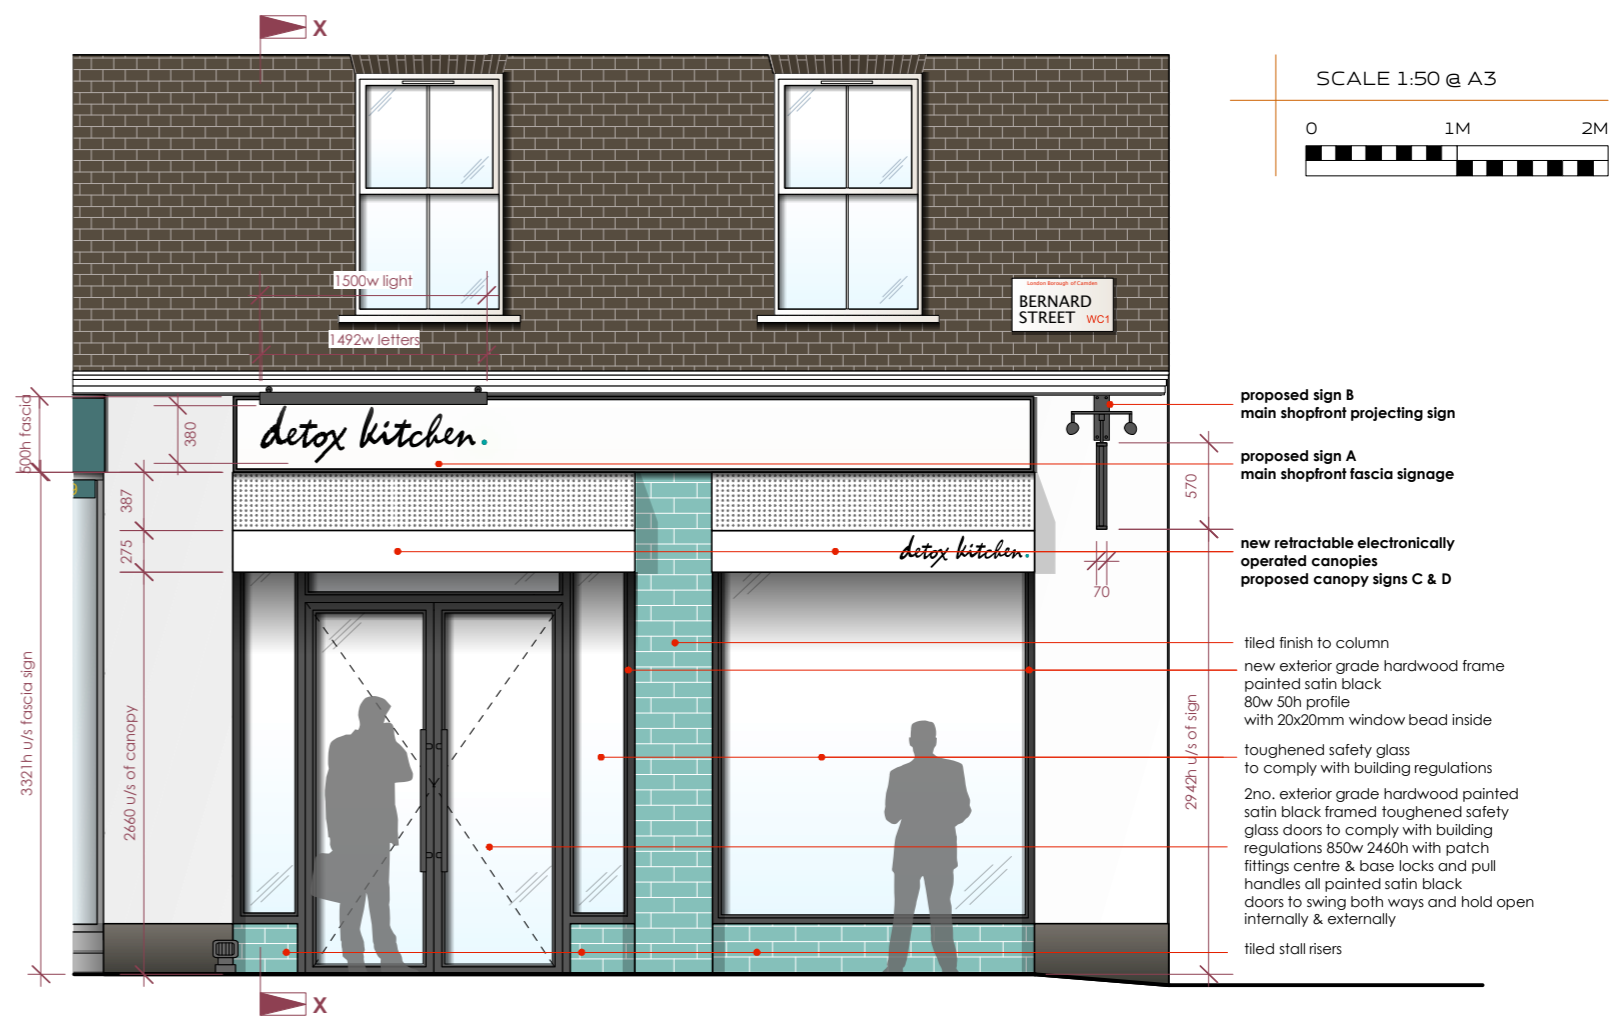 X
SCALE 1:50 @ A3
0 1M 2M
1500w light
1492w letters
London Borough of Camden
BERNARD
STREET WC1
500h fascia
380
detox kitchen.
387
275
detox kitchen.
3321h u/s fascia sign
2660 u/s of canopy
570
70
2942h u/s of sign
proposed sign B
main shopfront projecting sign
proposed sign A
main shopfront fascia signage
new retractable electronically
operated canopies
proposed canopy signs C & D
tiled finish to column
new exterior grade hardwood frame
painted satin black
80w 50h profile
with 20x20mm window bead inside
toughened safety glass
to comply with building regulations
2no. exterior grade hardwood painted
satin black framed toughened safety
glass doors to comply with building
regulations 850w 2460h with patch
fittings centre & base locks and pull
handles all painted satin black
doors to swing both ways and hold open
internally & externally
tiled stall risers
X